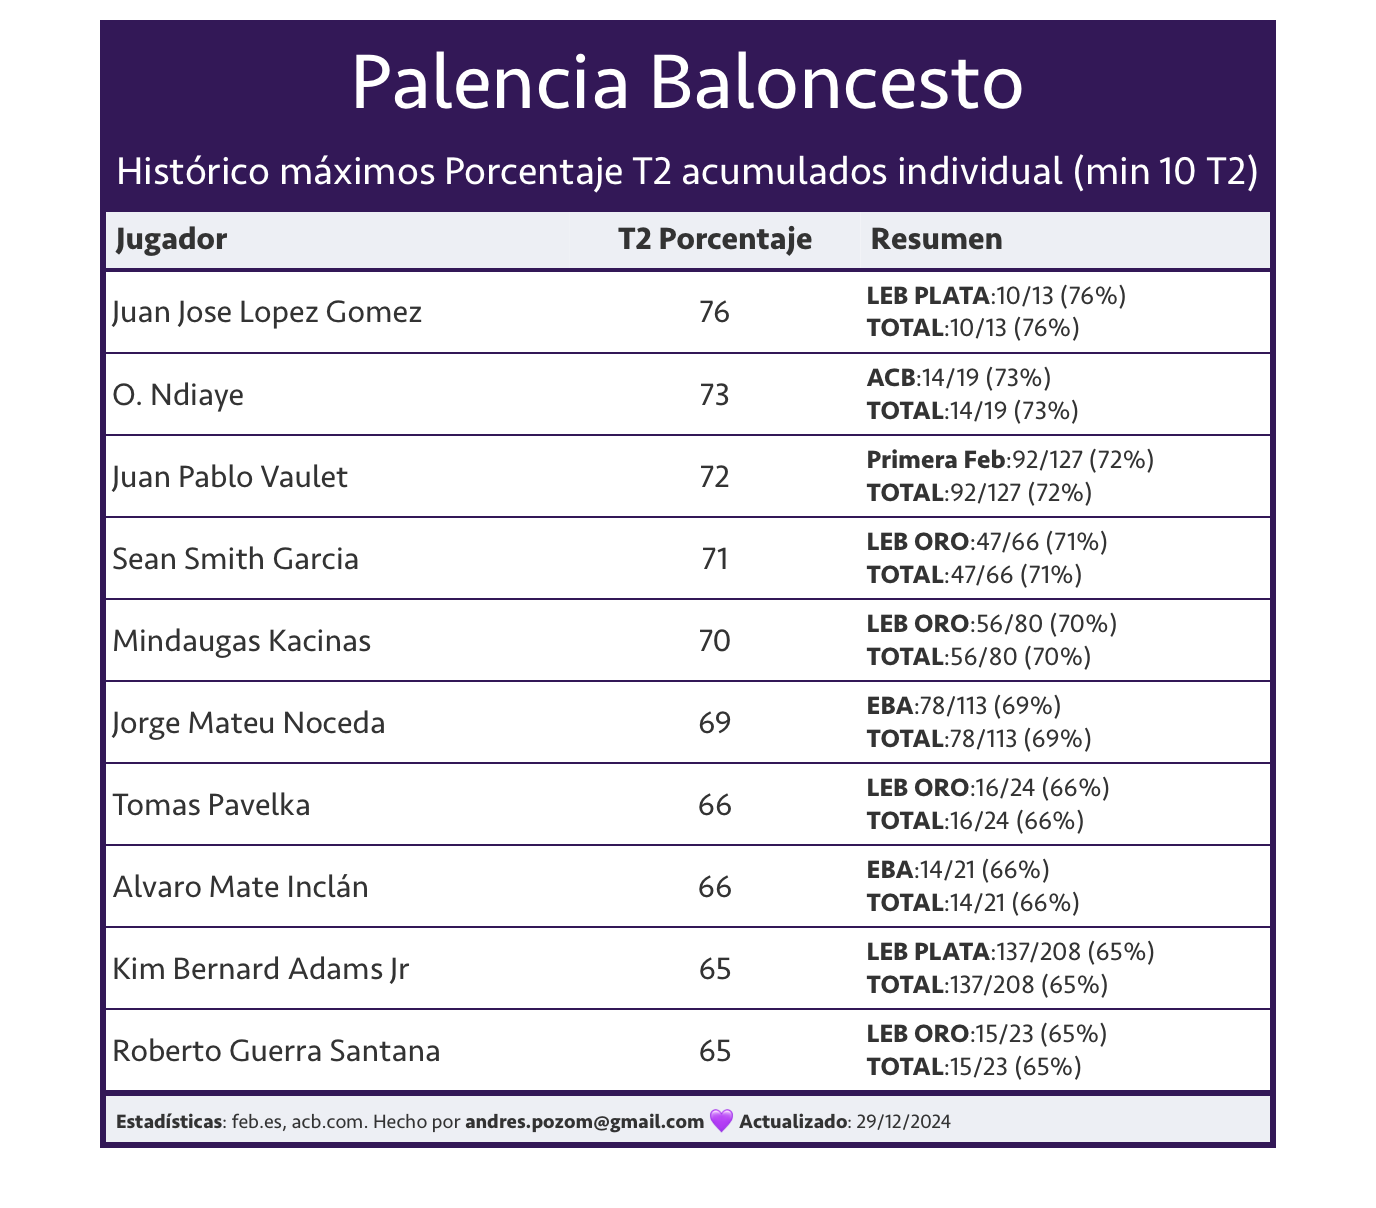 Palencia Baloncesto
Histórico máximos Porcentaje T2 acumulados individual (min 10 T2)
Jugador T2 Porcentaje Resumen
Juan Jose Lopez Gomez 76 LEB PLATA:10/13 (76%)
TOTAL:10/13 (76%)
O. Ndiaye 73 ACB:14/19 (73%)
TOTAL:14/19 (73%)
Juan Pablo Vaulet 72 Primera Feb:92/127 (72%)
TOTAL:92/127 (72%)
Sean Smith Garcia 71 LEB ORO:47/66 (71%)
TOTAL:47/66 (71%)
Mindaugas Kacinas 70 LEB ORO:56/80 (70%)
TOTAL:56/80 (70%)
Jorge Mateu Noceda 69 EBA:78/113 (69%)
TOTAL:78/113 (69%)
Tomas Pavelka 66 LEB ORO:16/24 (66%)
TOTAL:16/24 (66%)
Alvaro Mate Inclán 66 EBA:14/21 (66%)
TOTAL:14/21 (66%)
Kim Bernard Adams Jr 65 LEB PLATA:137/208 (65%)
TOTAL:137/208 (65%)
Roberto Guerra Santana 65 LEB ORO:15/23 (65%)
TOTAL:15/23 (65%)
Estadísticas: feb.es, acb.com. Hecho por andres.pozom@gmail.com 💜 Actualizado: 29/12/2024